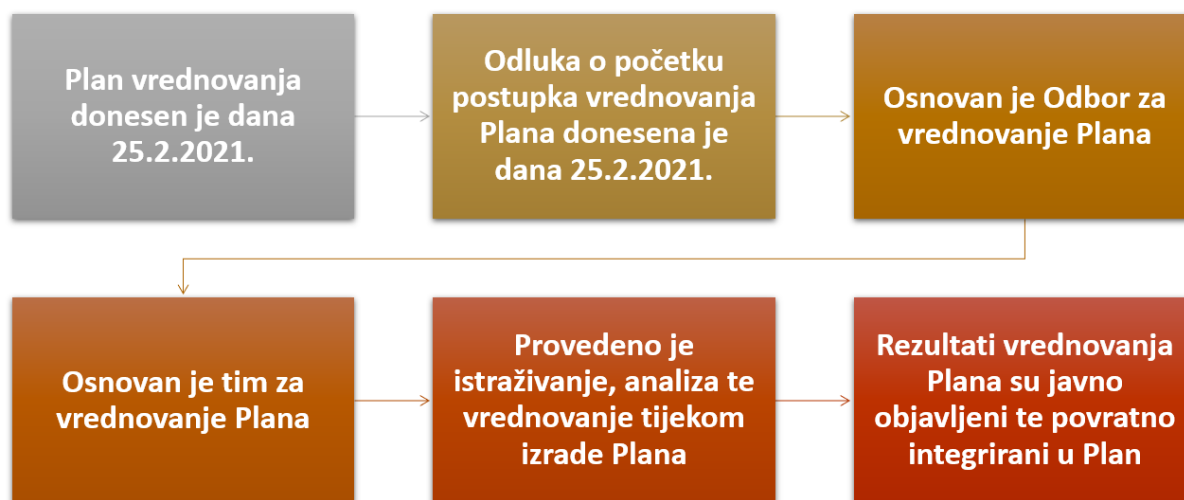 Plan vrednovanja
donesen je dana
25.2.2021.
Odluka o početku
postupka vrednovanja
Plana donesena je
dana 25.2.2021.
Osnovan je Odbor za
vrednovanje Plana
Osnovan je tim za
vrednovanje Plana
Provedeno je
istraživanje, analiza te
vrednovanje tijekom
izrade Plana
Rezultati vrednovanja
Plana su javno
objavljeni te povratno
integrirani u Plan